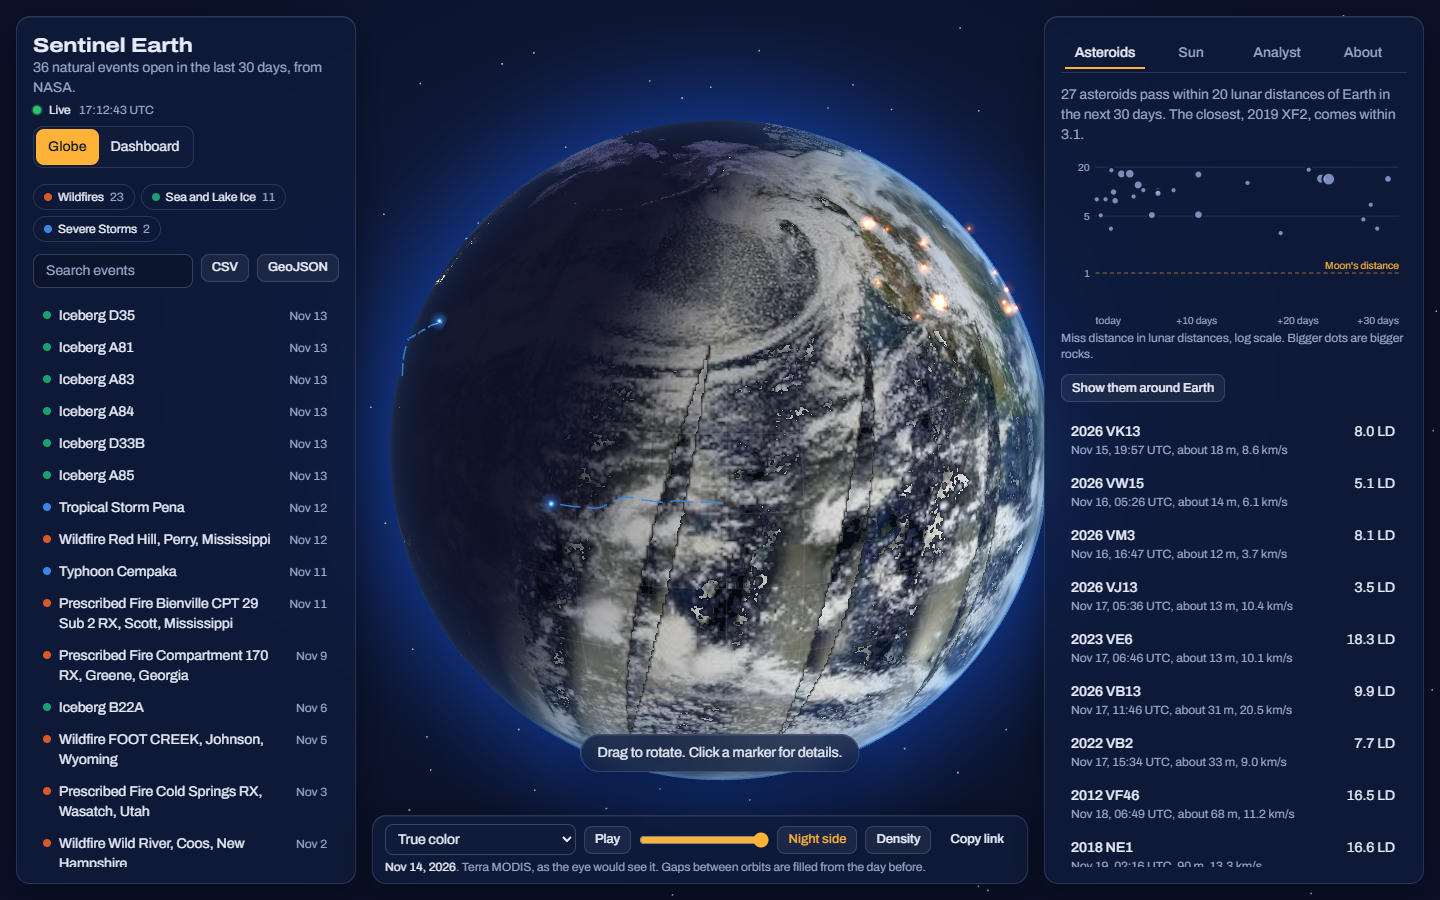 Sentinel Earth
36 natural events open in the last 30 days, from
NASA.
Live 17:12:43 UTC
Globe Dashboard
Wildfires 23
Sea and Lake Ice 11
Severe Storms 2
Search events
CSV
GeoJSON
Iceberg D35 Nov 13
Iceberg A81 Nov 13
Iceberg A83 Nov 13
Iceberg A84 Nov 13
Iceberg D33B Nov 13
Iceberg A85 Nov 13
Tropical Storm Pena Nov 12
Wildfire Red Hill, Perry, Mississippi Nov 12
Typhoon Cempaka Nov 11
Prescribed Fire Bienville CPT 29 Nov 11
Sub 2 RX, Scott, Mississippi
Prescribed Fire Compartment 170 Nov 9
RX, Greene, Georgia
Iceberg B22A Nov 6
Wildfire FOOT CREEK, Johnson, Nov 5
Wyoming
Prescribed Fire Cold Springs RX, Nov 3
Wasatch, Utah
Wildfire Wild River, Coos, New Nov 2
Hampshire
Drag to rotate. Click a marker for details.
True color
Play
Night side
Density
Copy link
Nov 14, 2026. Terra MODIS, as the eye would see it. Gaps between orbits are filled from the day before.
Asteroids Sun Analyst About
27 asteroids pass within 20 lunar distances of Earth in
the next 30 days. The closest, 2019 XF2, comes within
3.1.
20
5
Moon's distance
1
today +10 days +20 days +30 days
Miss distance in lunar distances, log scale. Bigger dots are bigger
rocks.
Show them around Earth
2026 VK13 8.0 LD
Nov 15, 19:57 UTC, about 18 m, 8.6 km/s
2026 VW15 5.1 LD
Nov 16, 05:26 UTC, about 14 m, 6.1 km/s
2026 VM3 8.1 LD
Nov 16, 16:47 UTC, about 12 m, 3.7 km/s
2026 VJ13 3.5 LD
Nov 17, 05:36 UTC, about 13 m, 10.4 km/s
2023 VE6 18.3 LD
Nov 17, 06:46 UTC, about 13 m, 10.1 km/s
2026 VB13 9.9 LD
Nov 17, 11:46 UTC, about 31 m, 20.5 km/s
2022 VB2 7.7 LD
Nov 17, 15:34 UTC, about 33 m, 9.0 km/s
2012 VF46 16.5 LD
Nov 18, 06:49 UTC, about 68 m, 11.2 km/s
2018 NE1 16.6 LD
Nov 19, 02:16 UTC, 90 m, 13.3 km/s